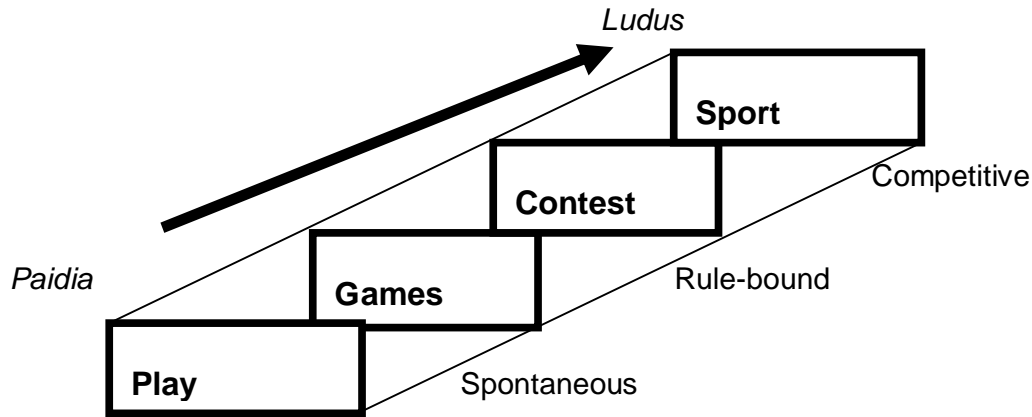 Ludus
Sport
Competitive
Contest
Paidia
Rule-bound
Games
Play
Spontaneous